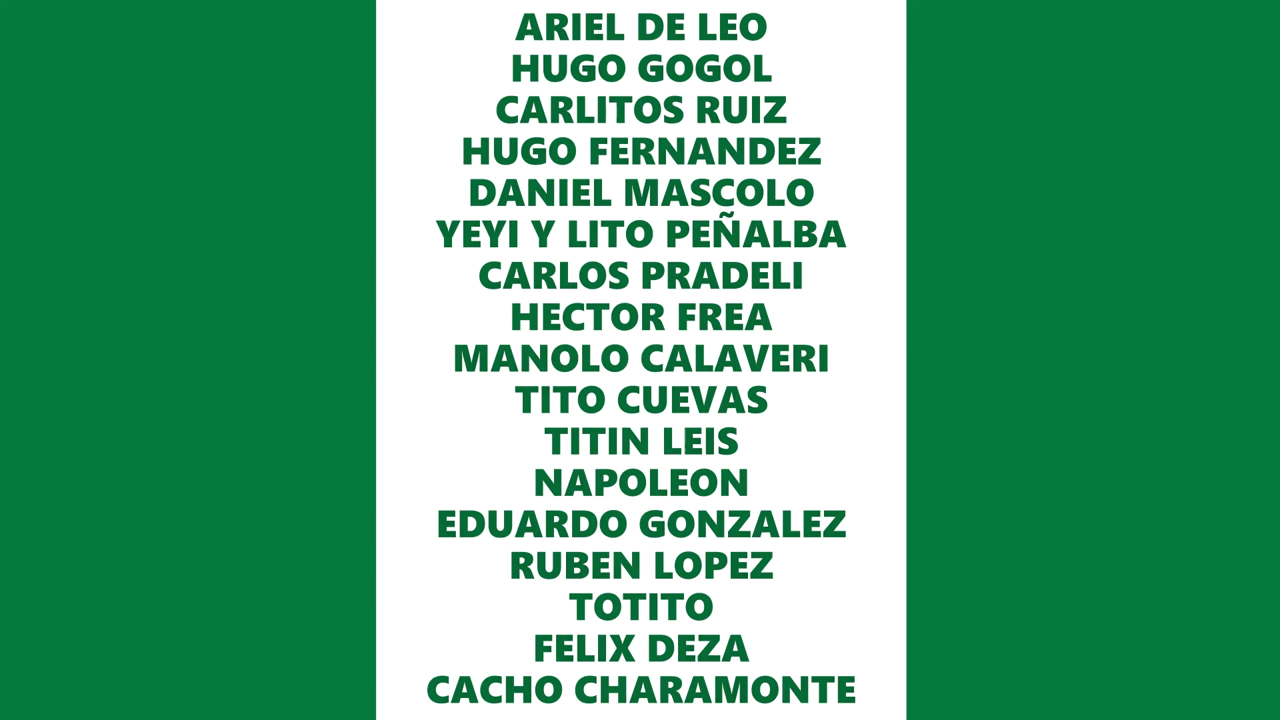 ARIEL DE LEO
HUGO GOGOL
CARLITOS RUIZ
HUGO FERNANDEZ
DANIEL MASCOLO
YEYI Y LITO PEÑALBA
CARLOS PRADELI
HECTOR FREA
MANOLO CALAVERI
TITO CUEVAS
TITIN LEIS
NAPOLEON
EDUARDO GONZALEZ
RUBEN LOPEZ
TOTITO
FELIX DEZA
CACHO CHARAMONTE